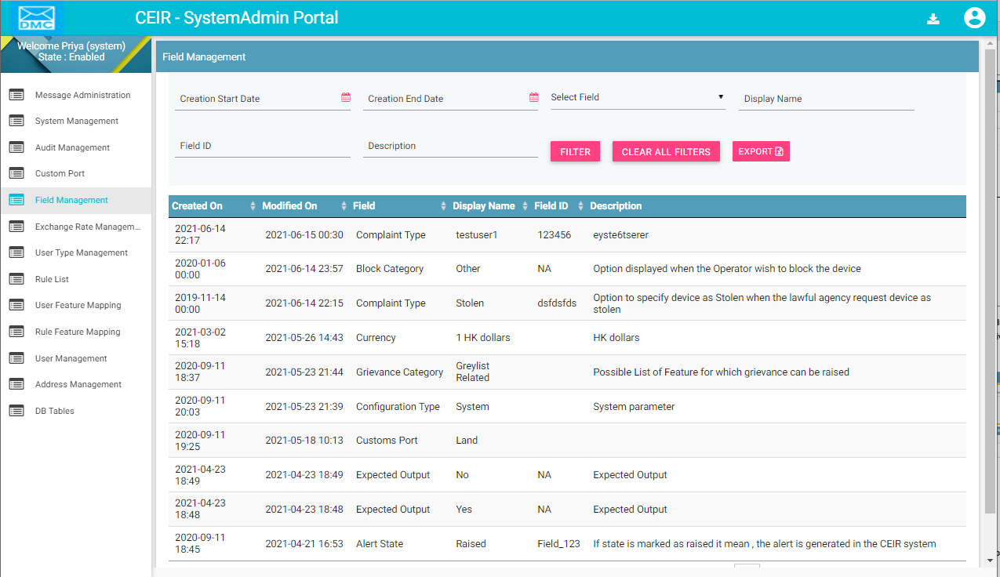 DMC
CEIR - SystemAdmin Portal
Welcome Priya (system)
State : Enabled
Message Administration
System Management
Audit Management
Custom Port
Field Management
Exchange Rate Managem...
User Type Management
Rule List
User Feature Mapping
Rule Feature Mapping
User Management
Address Management
DB Tables
Field Management
Creation Start Date Creation End Date Select Field Display Name
Field ID Description FILTER CLEAR ALL FILTERS EXPORT
Created On Modified On Field Display Name Field ID Description
2021-06-14
22:17 2021-06-15 00:30 Complaint Type testuser1 123456 eyste6tserer
2020-01-06
00:00 2021-06-14 23:57 Block Category Other NA Option displayed when the Operator wish to block the device
2019-11-14
00:00 2021-06-14 22:15 Complaint Type Stolen dsfdsfds Option to specify device as Stolen when the lawful agency request device as
stolen
2021-03-02
15:18 2021-05-26 14:43 Currency 1 HK dollars HK dollars
2020-09-11
18:37 2021-05-23 21:44 Grievance Category Greylist
Related Possible List of Feature for which grievance can be raised
2020-09-11
20:03 2021-05-23 21:39 Configuration Type System System parameter
2020-09-11
19:25 2021-05-18 10:13 Customs Port Land
2021-04-23
18:49 2021-04-23 18:49 Expected Output No NA Expected Output
2021-04-23
18:48 2021-04-23 18:48 Expected Output Yes NA Expected Output
2020-09-11
18:45 2021-04-21 16:53 Alert State Raised Field_123 If state is marked as raised it mean , the alert is generated in the CEIR system